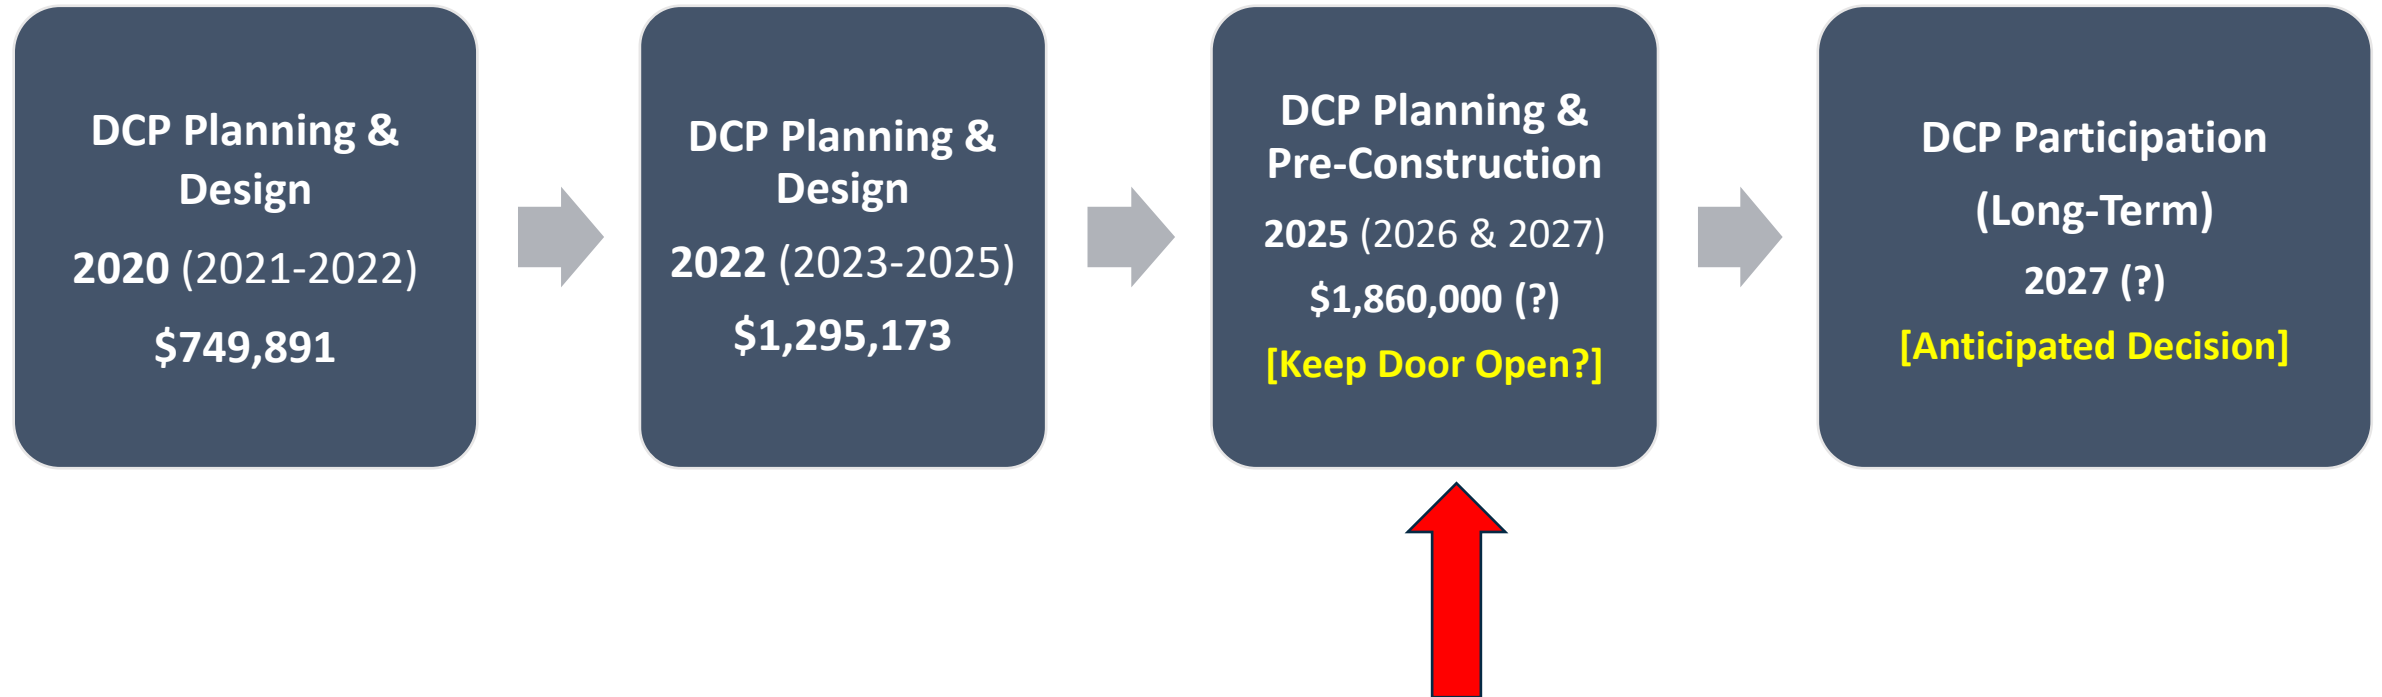 DCP Planning &
Design
2020 (2021-2022)
$749,891
DCP Planning &
Design
2022 (2023-2025)
$1,295,173
DCP Planning &
Pre-Construction
2025 (2026 & 2027)
$1,860,000 (?)
[Keep Door Open?]
DCP Participation
(Long-Term)
2027 (?)
[Anticipated Decision]